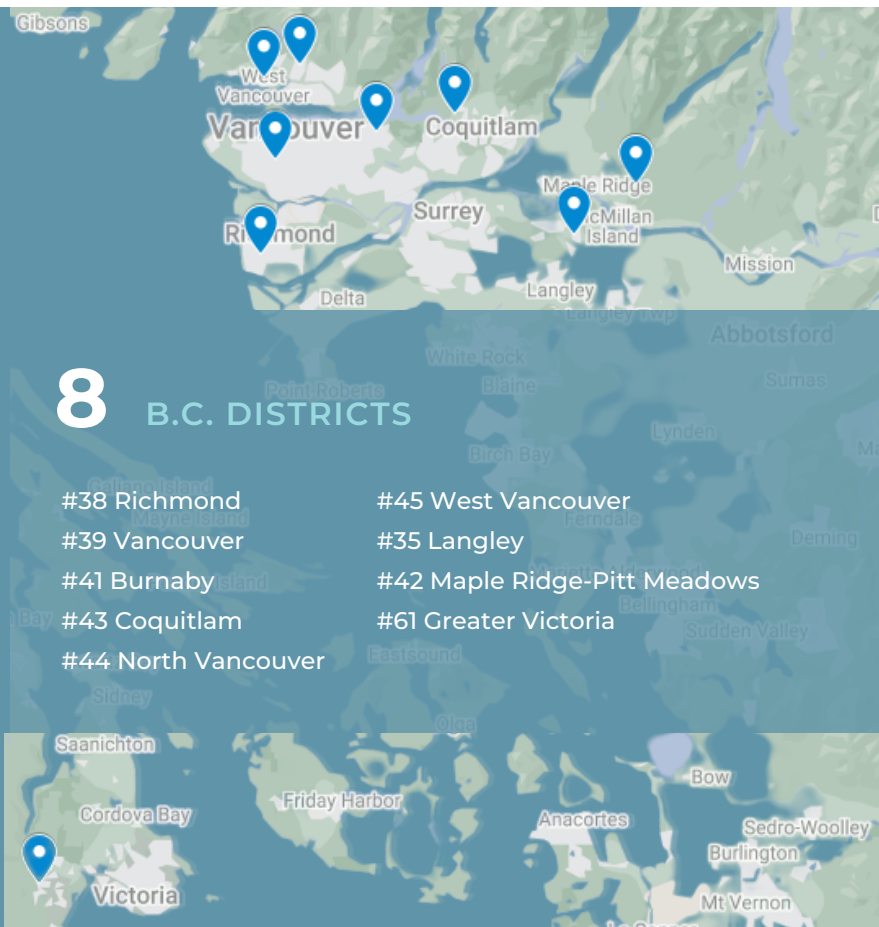 Gibsons
West
Vancouver
Coquitlam
Maple Ridge
Surrey
Island
Mission
Langley
Delta
Langley Twp
Abbotsford
White Rock
Point Roberts
Blaine
Sumas
8 B.C. DISTRICTS
Lynden
Birch Bay
Galiano Island
#38 Richmond
#45 West Vancouver
Mayne Island
Ferndale
#39 Vancouver
#35 Langley
Deming
#41 Burnaby
#42 Maple Ridge-Pitt Meadows
Bellingham
#43 Coquitlam
#61 Greater Victoria
Sudden Valley
#44 North Vancouver
Eastsound
Sidney
Olga
Saanichton
Bow
Friday Harbor
Cordova Bay
Anacortes
Sedro-Woolley
Burlington
Victoria
Mt Vernon